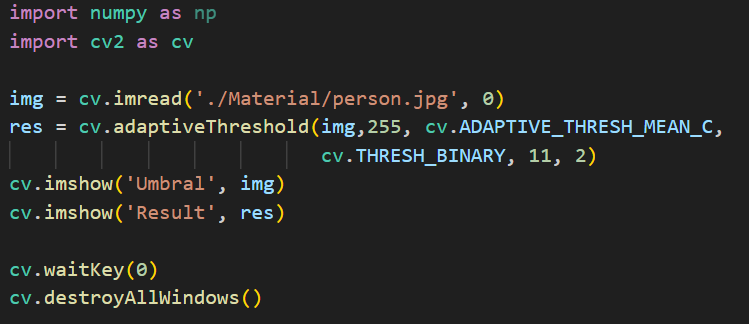 import numpy as np
import cv2 as cv
img = cv.imread('./Material/person.jpg', 0)
res = cv.adaptiveThreshold(img,255, cv.ADAPTIVE_THRESH_MEAN_C,
cv.THRESH_BINARY, 11, 2)
cv.imshow('Umbral', img)
cv.imshow('Result', res)
cv.waitKey(0)
cv.destroyAllWindows()